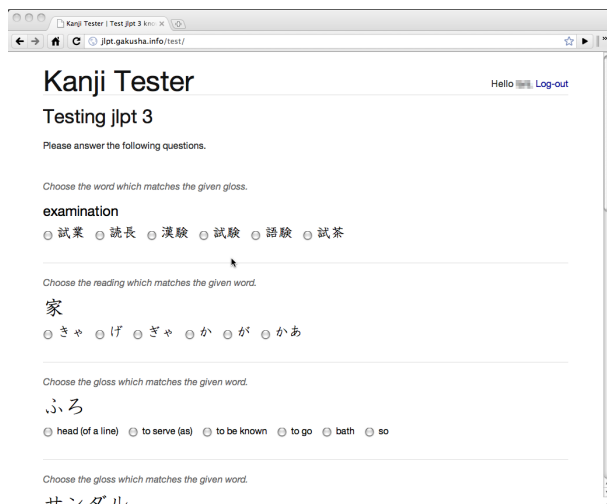 Kanji Tester | Test jlpt 3 kno
jlpt.gakusha.info/test/
Kanji Tester
Hello Log-out
Testing jlpt 3
Please answer the following questions.
Choose the word which matches the given gloss.
examination
試業 読長 漢験 試験 語験 試茶
Choose the reading which matches the given word.
家
きゃ げ ぎゃ か が かあ
Choose the gloss which matches the given word.
ふろ
head (of a line) to serve (as) to be known to go bath so
Choose the gloss which matches the given word.
サンダル